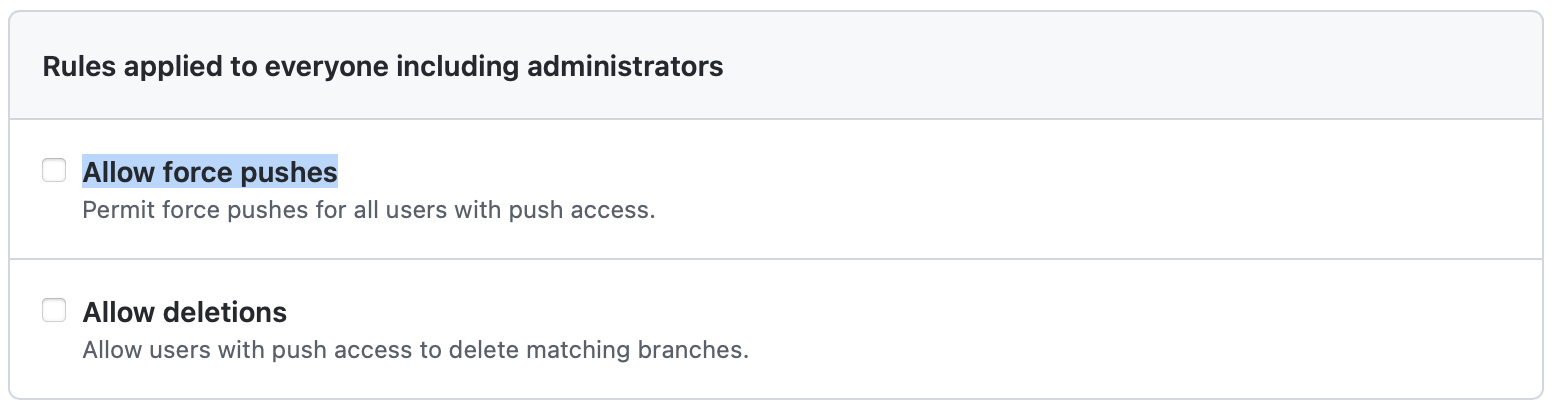 Rules applied to everyone including administrators
Allow force pushes
Permit force pushes for all users with push access.
Allow deletions
Allow users with push access to delete matching branches.